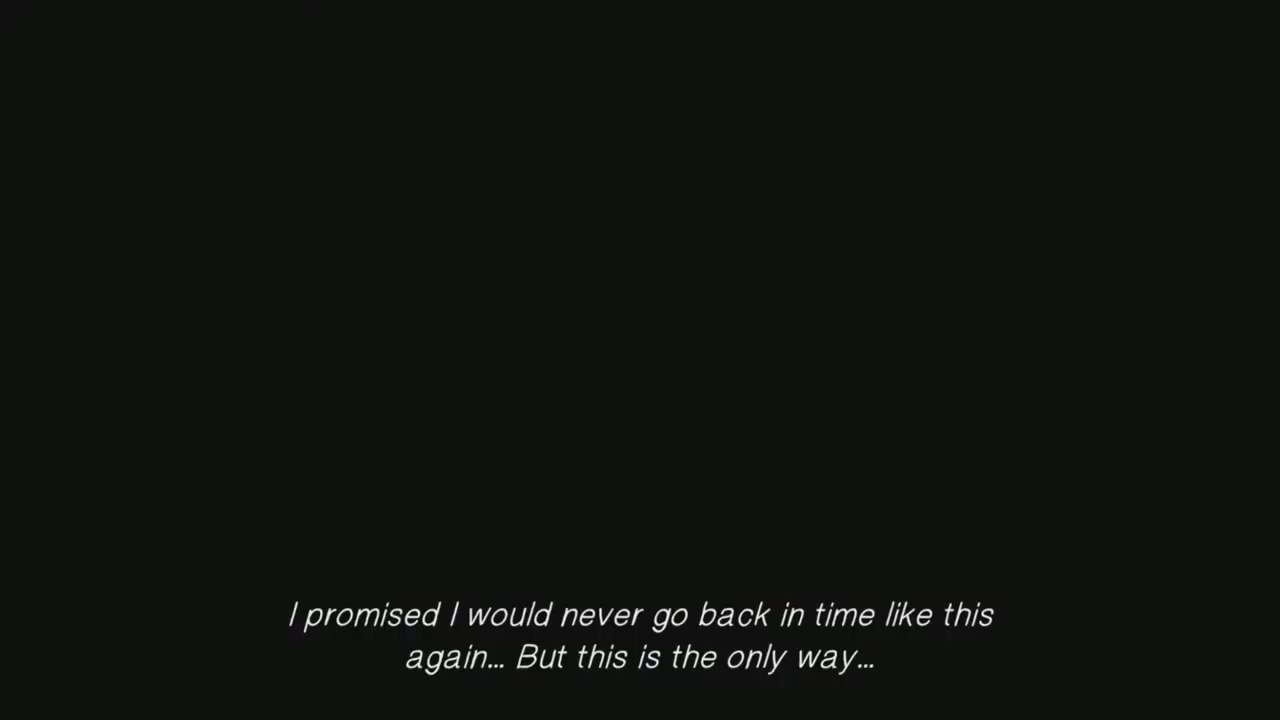 I promised I would never go back in time like this
again... But this is the only way...